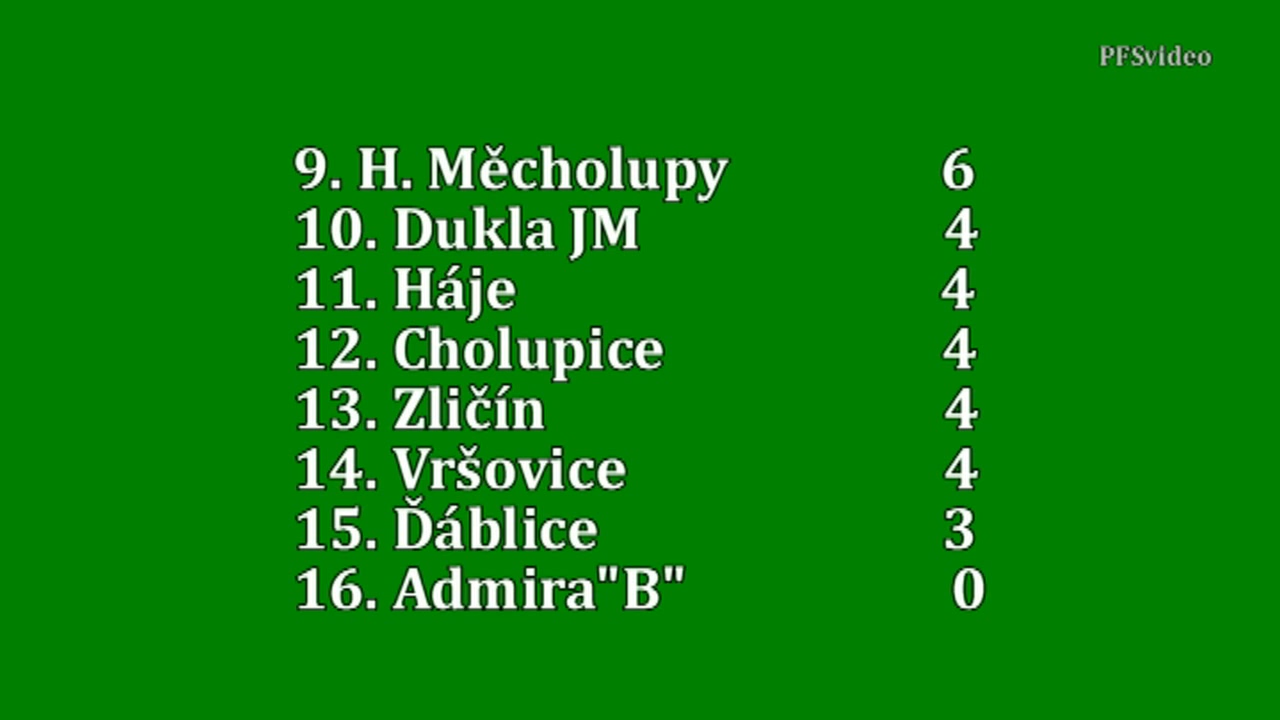 PFSvideo
9. H. Měcholupy 6
10. Dukla JM 4
11. Háje 4
12. Cholupice 4
13. Zličín 4
14. Vršovice 4
15. Ďáblice 3
16. Admira"B" 0